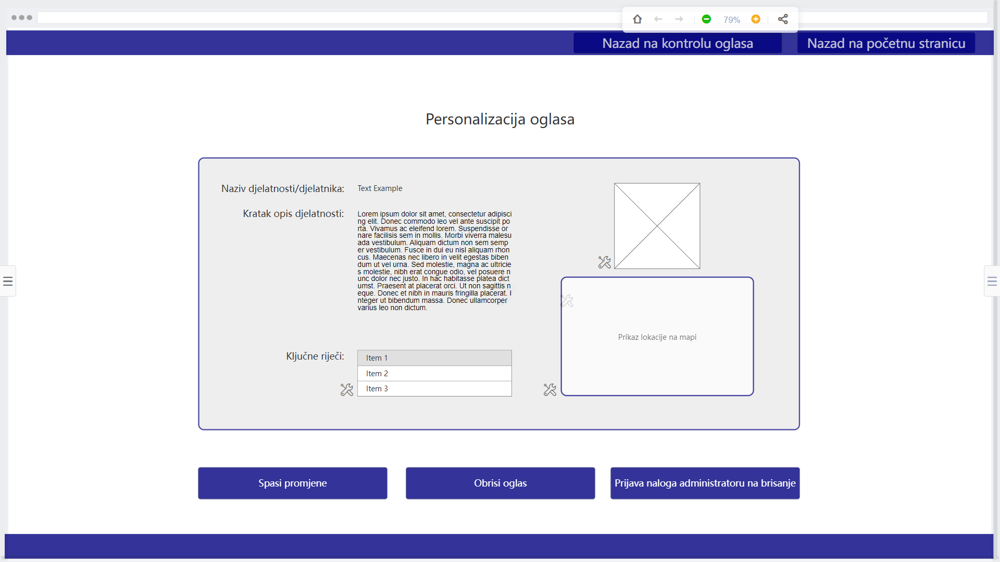 79%
Nazad na kontrolu oglasa
Nazad na početnu stranicu
Personalizacija oglasa
Naziv djelatnosti/djelatnika:
Text Example
Kratak opis djelatnosti:
Lorem ipsum dolor sit amet, consectetur adipisci
ng elit. Donec commodo leo vel ante suscipit po
rta. Vivamus ac eleifend lorem. Suspendisse or
nare facilisis sem in mollis. Morbi viverra malesu
ada vestibulum. Aliquam dictum non sem semp
er vestibulum. Fusce in dui eu nisl aliquam rhon
cus. Maecenas nec libero in velit egestas biben
dum ut vel urna. Sed molestie, magna ac ultricie
s molestie, nibh erat congue odio, vel posuere n
unc dolor nec justo. In hac habitasse platea dict
umst. Praesent at placerat orci. Ut non sagittis n
eque. Donec et nibh in mauris fringilla placerat. I
nteger ut bibendum massa. Donec ullamcorper
varius leo non dictum.
Prikaz lokacije na mapi
Ključne riječi:
Item 1
Item 2
Item 3
Spasi promjene
Obrisi oglas
Prijava naloga administratoru na brisanje